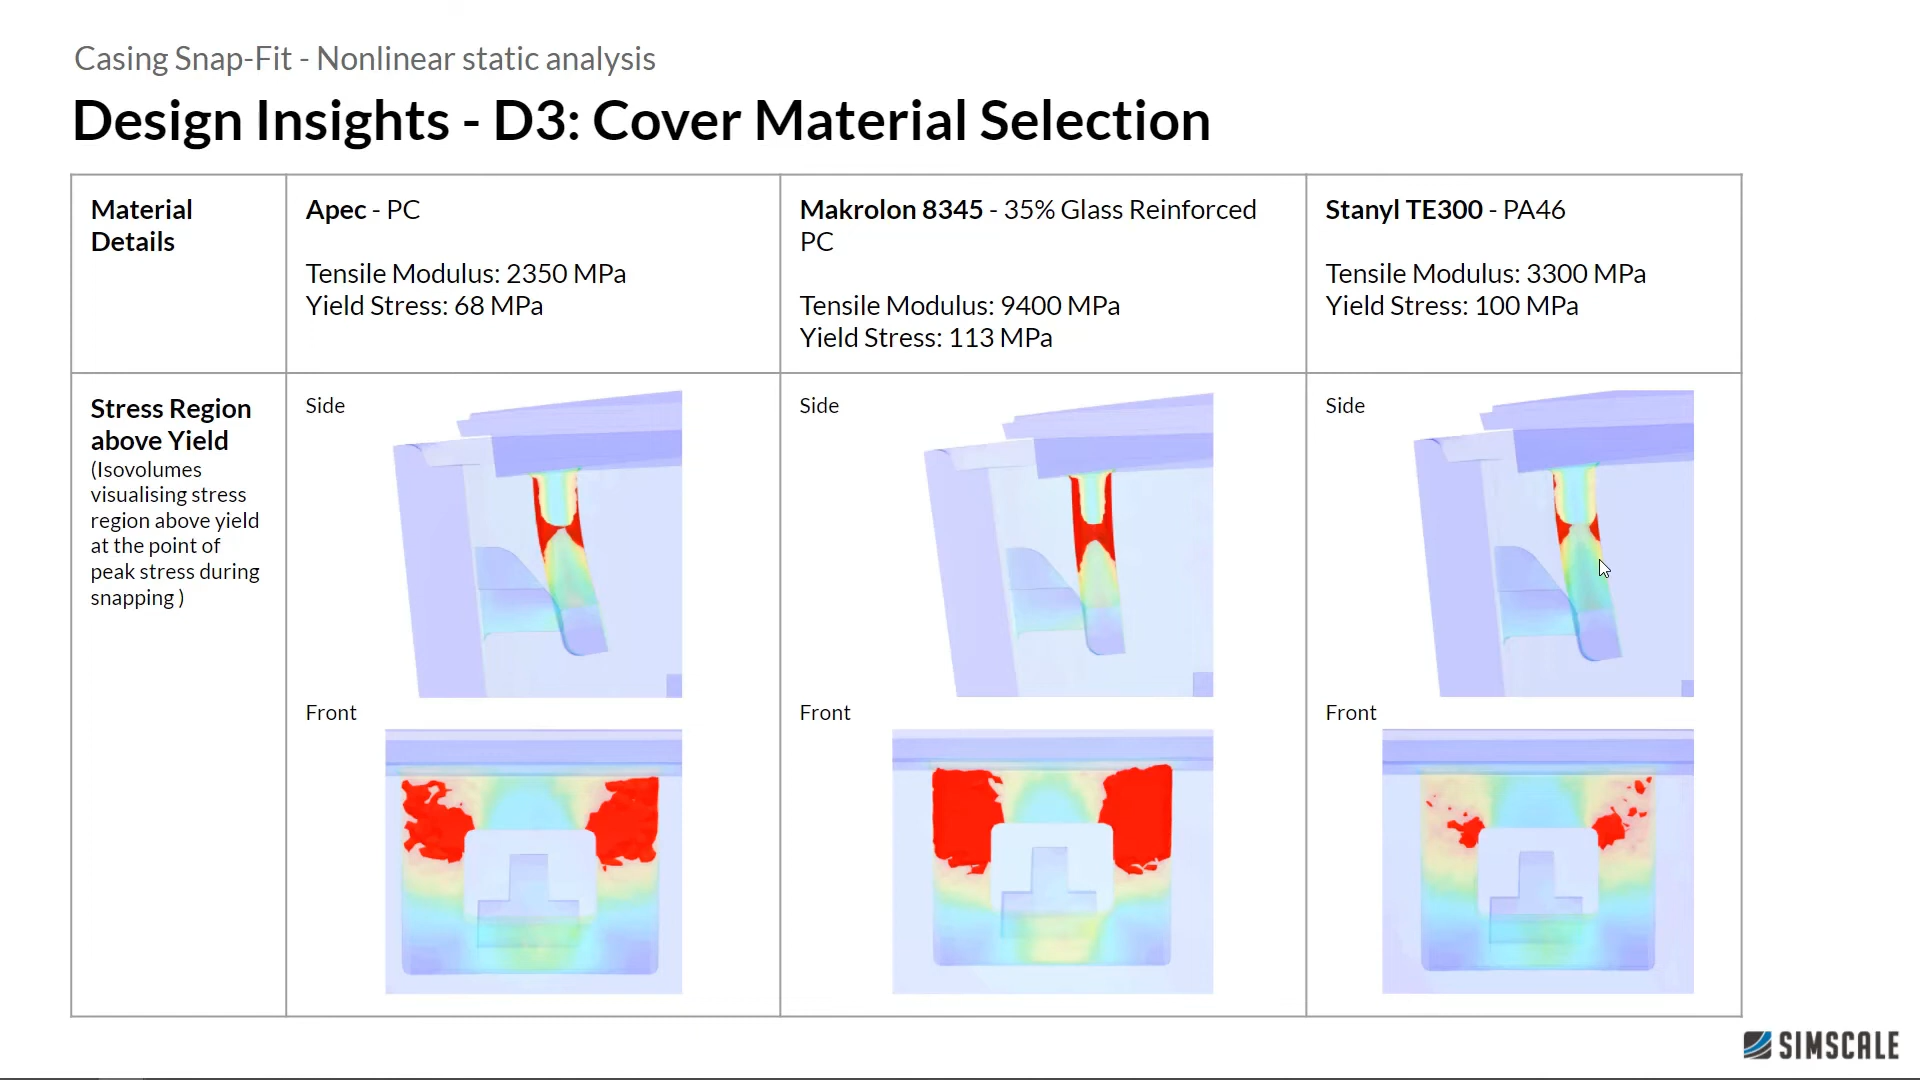 Casing Snap-Fit - Nonlinear static analysis
Design Insights - D3: Cover Material Selection
Material
Details
Apec - PC
Tensile Modulus: 2350 MPa
Yield Stress: 68 MPa
Makrolon 8345 - 35% Glass Reinforced
PC
Tensile Modulus: 9400 MPa
Yield Stress: 113 MPa
Stanyl TE300 - PA46
Tensile Modulus: 3300 MPa
Yield Stress: 100 MPa
Stress Region
above Yield
(Isovolumes
visualising stress
region above yield
at the point of
peak stress during
snapping )
Side
Front
Side
Front
Side
Front
SIMSCALE